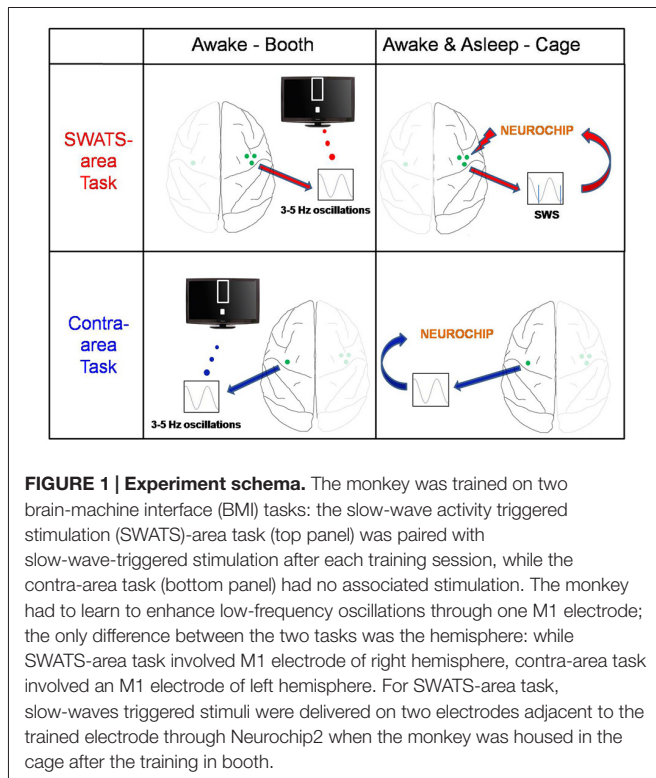 Awake - Booth
Awake & Asleep - Cage
SWATS-
area
Task
3-5 Hz oscillations
NEUROCHIP
SWS
Contra-
area
Task
3-5 Hz oscillations
NEUROCHIP
FIGURE 1 | Experiment schema. The monkey was trained on two
brain-machine interface (BMI) tasks: the slow-wave activity triggered
stimulation (SWATS)-area task (top panel) was paired with
slow-wave-triggered stimulation after each training session, while the
contra-area task (bottom panel) had no associated stimulation. The monkey
had to learn to enhance low-frequency oscillations through one M1 electrode;
the only difference between the two tasks was the hemisphere: while
SWATS-area task involved M1 electrode of right hemisphere, contra-area task
involved an M1 electrode of left hemisphere. For SWATS-area task,
slow-waves triggered stimuli were delivered on two electrodes adjacent to the
trained electrode through Neurochip2 when the monkey was housed in the
cage after the training in booth.